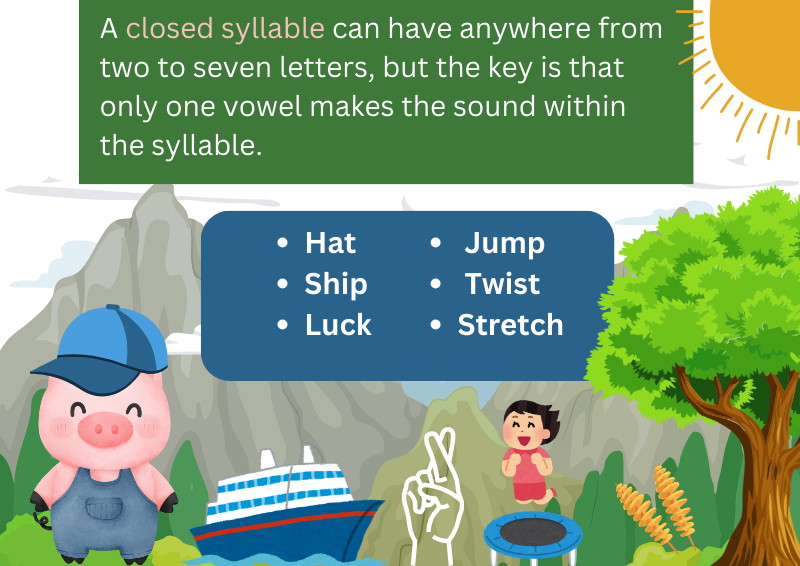 A closed syllable can have anywhere from
two to seven letters, but the key is that
only one vowel makes the sound within
the syllable.
• Hat
• Ship
• Luck
• Jump
• Twist
• Stretch